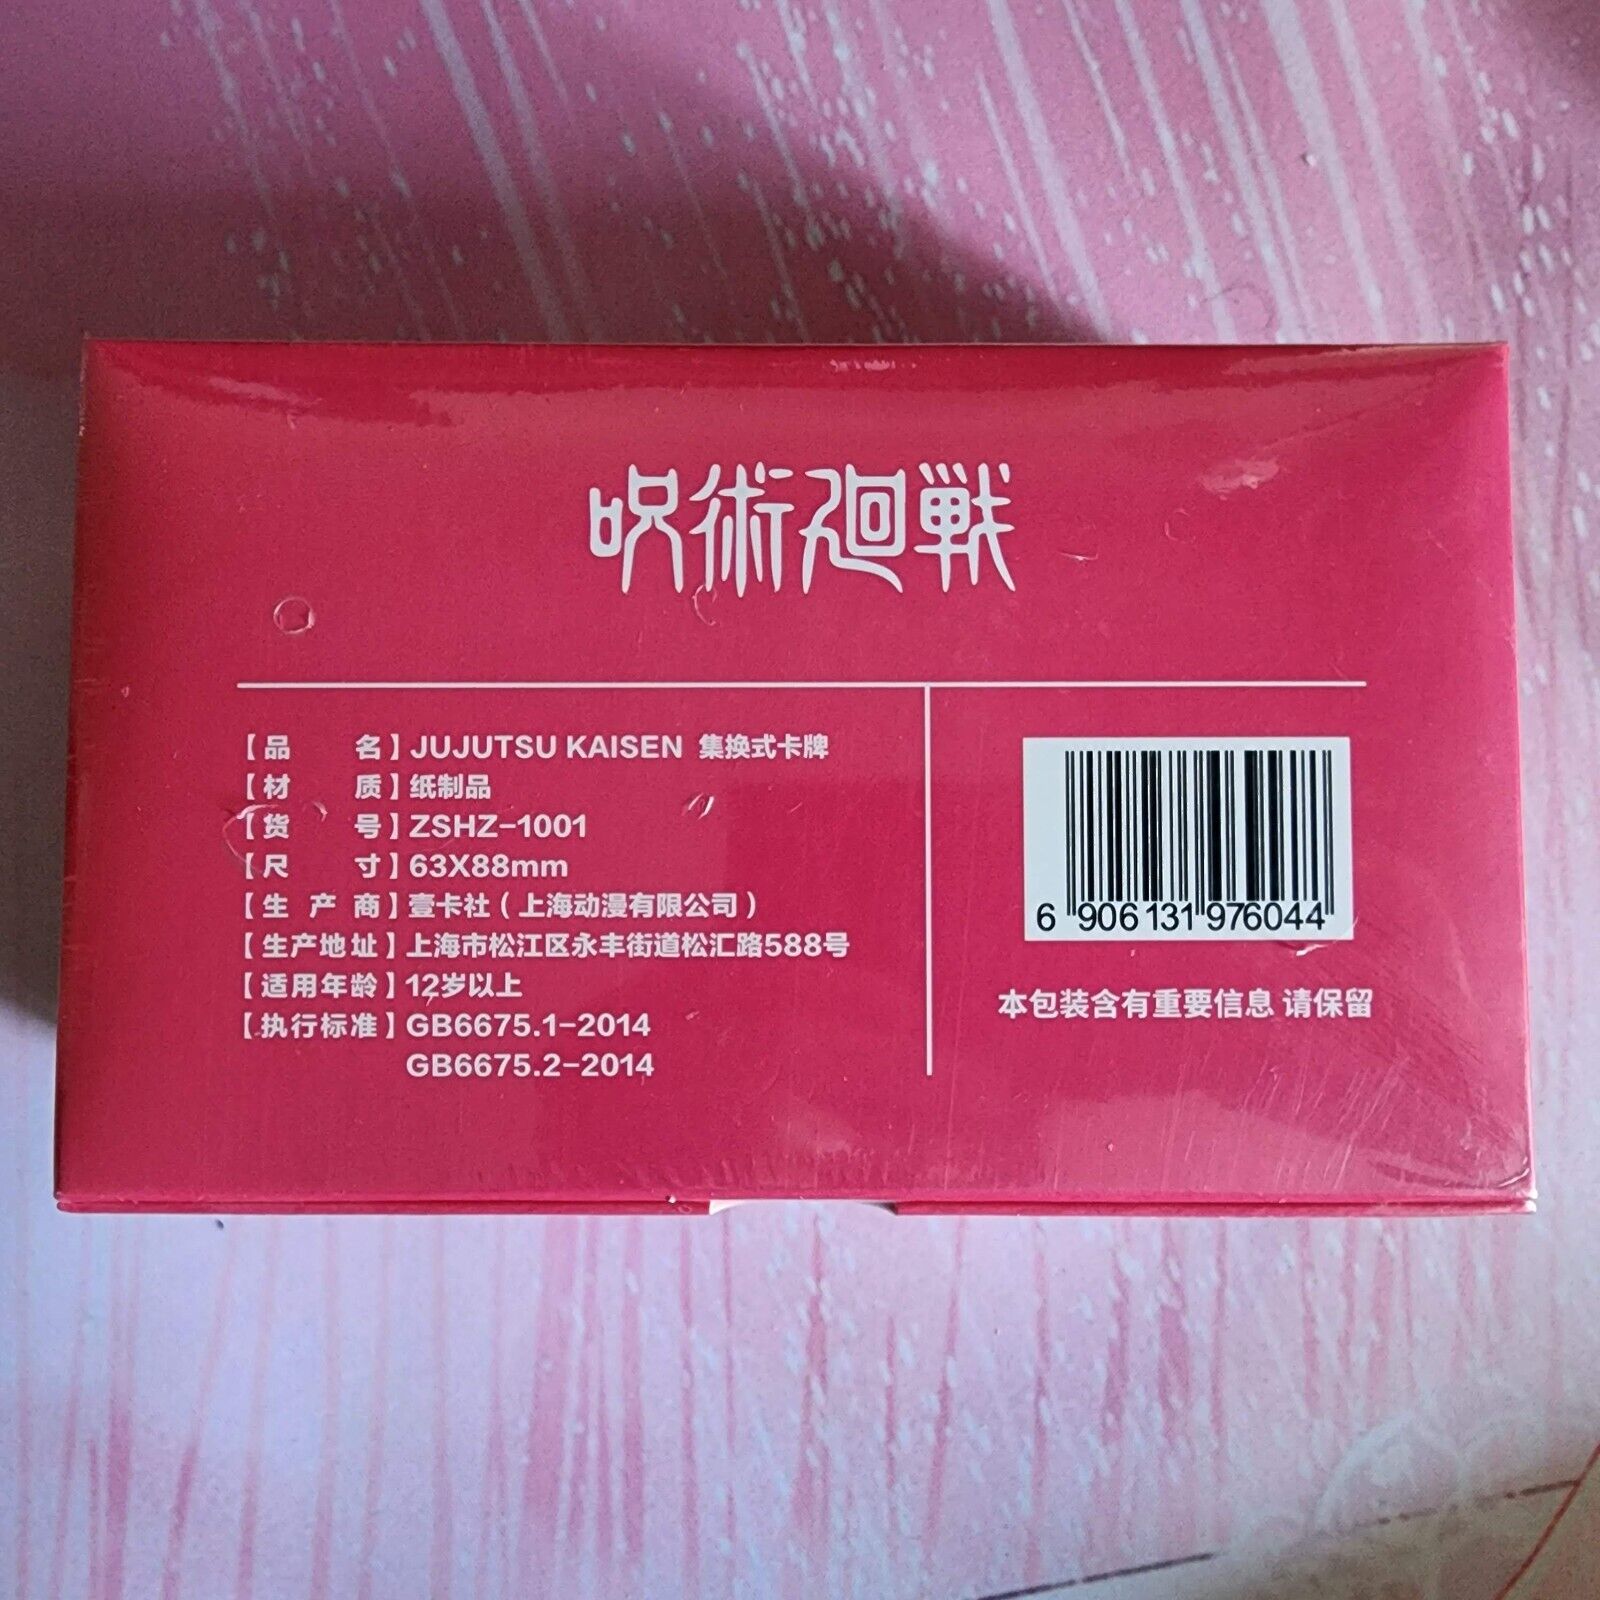 呪術廻戦
【品名】JUJUTSU KAISEN 集换式卡牌
【材质】纸制品
【货号】ZSHZ-1001
【尺寸】63X88mm
【生产商】壹卡社（上海动漫有限公司）
【生产地址】上海市松江区永丰街道松汇路588号
【适用年龄】12岁以上
【执行标准】GB6675.1-2014
GB6675.2-2014
6 906131 976044
本包装含有重要信息 请保留